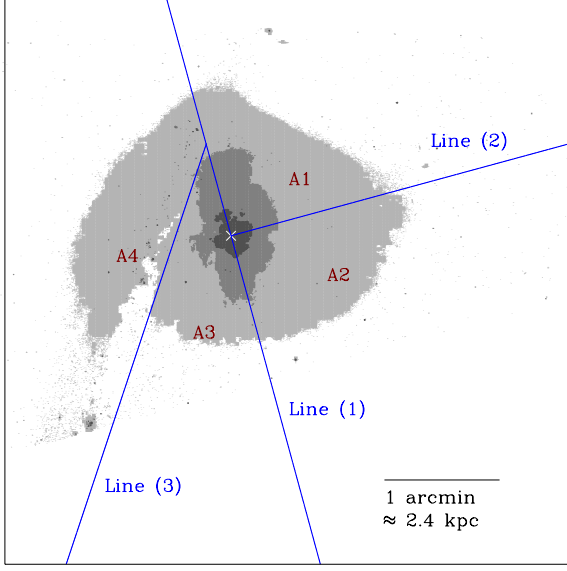 Line (2)
A1
A4
A2
A3
Line (1)
Line (3)
1 arcmin
≈ 2.4 kpc